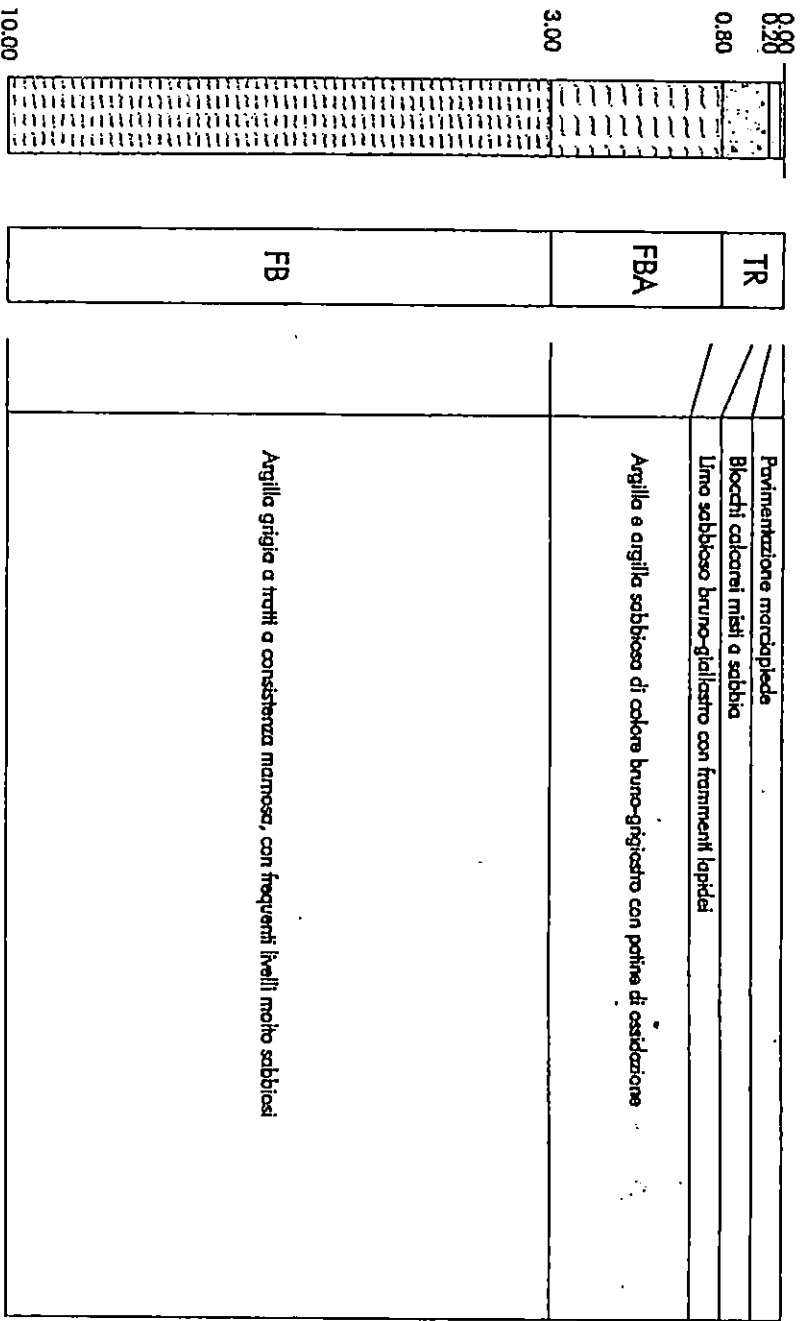 0.00
0.20
0.80
3.00
10.00
TR
FBA
FB
Pavimentazione marciapiede
Blocchi calcarei misti a sabbia
Limo sabbioso bruno-giallastro con frammenti lapidei
Argilla e argilla sabbiosa di colore bruno-grigiastro con patine di ossidazione
Argilla grigia a tratti a consistenza marnosa, con frequenti livelli molto sabbiosi